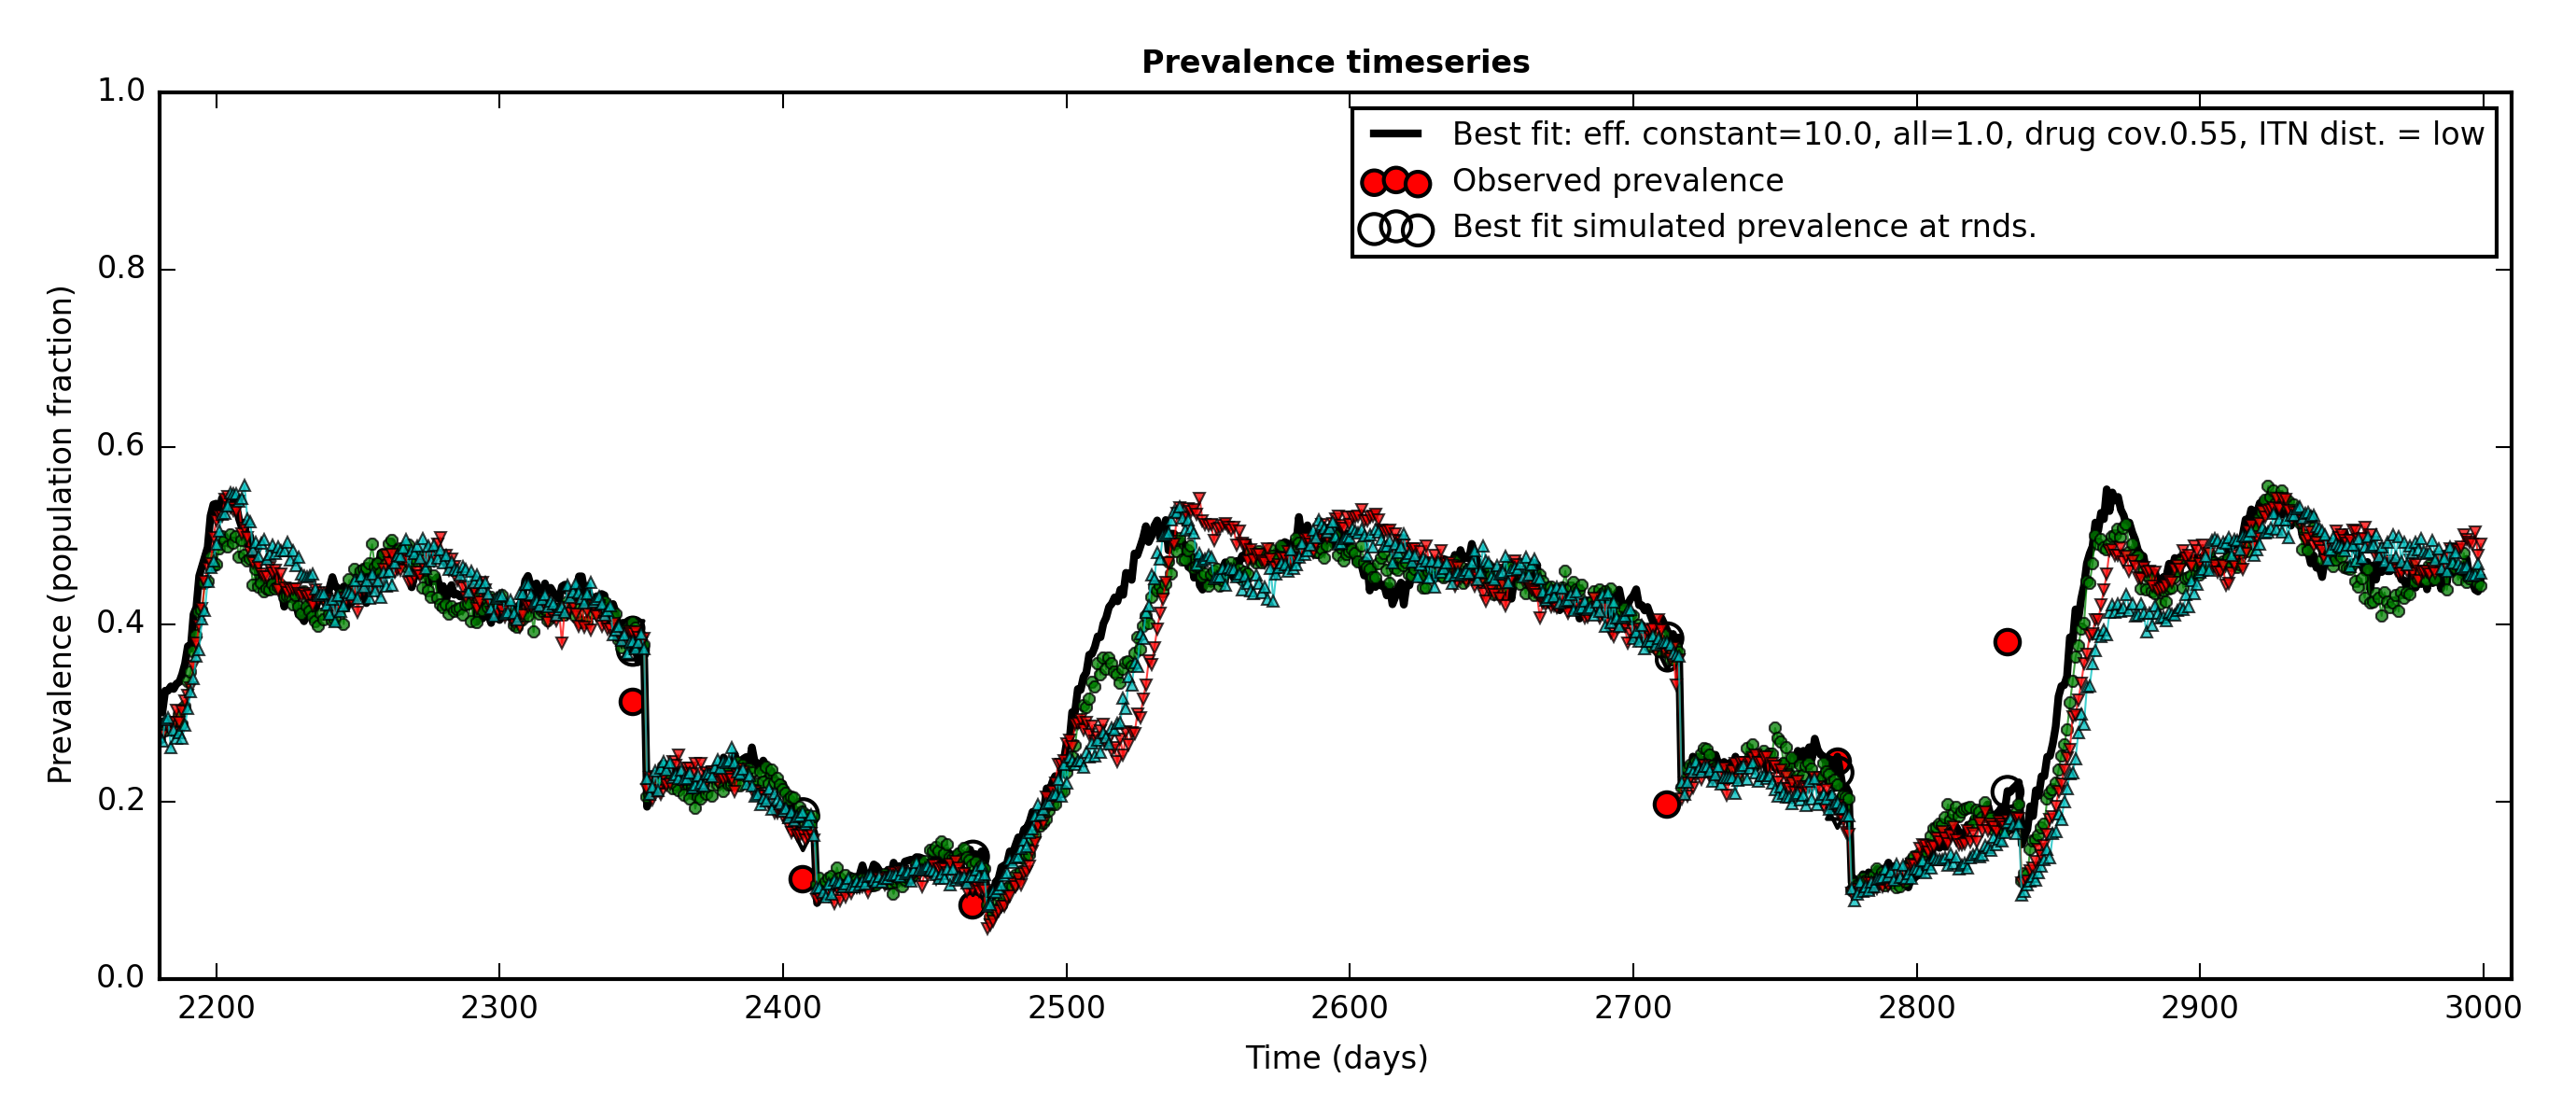 Prevalence timeseries
1.0
0.8
0.6
0.4
0.2
0.0
Prevalence (population fraction)
Best fit: eff. constant=10.0, all=1.0, drug cov.0.55, ITN dist. = low
Observed prevalence
Best fit simulated prevalence at rnds.
2200 2300 2400 2500 2600 2700 2800 2900 3000
Time (days)